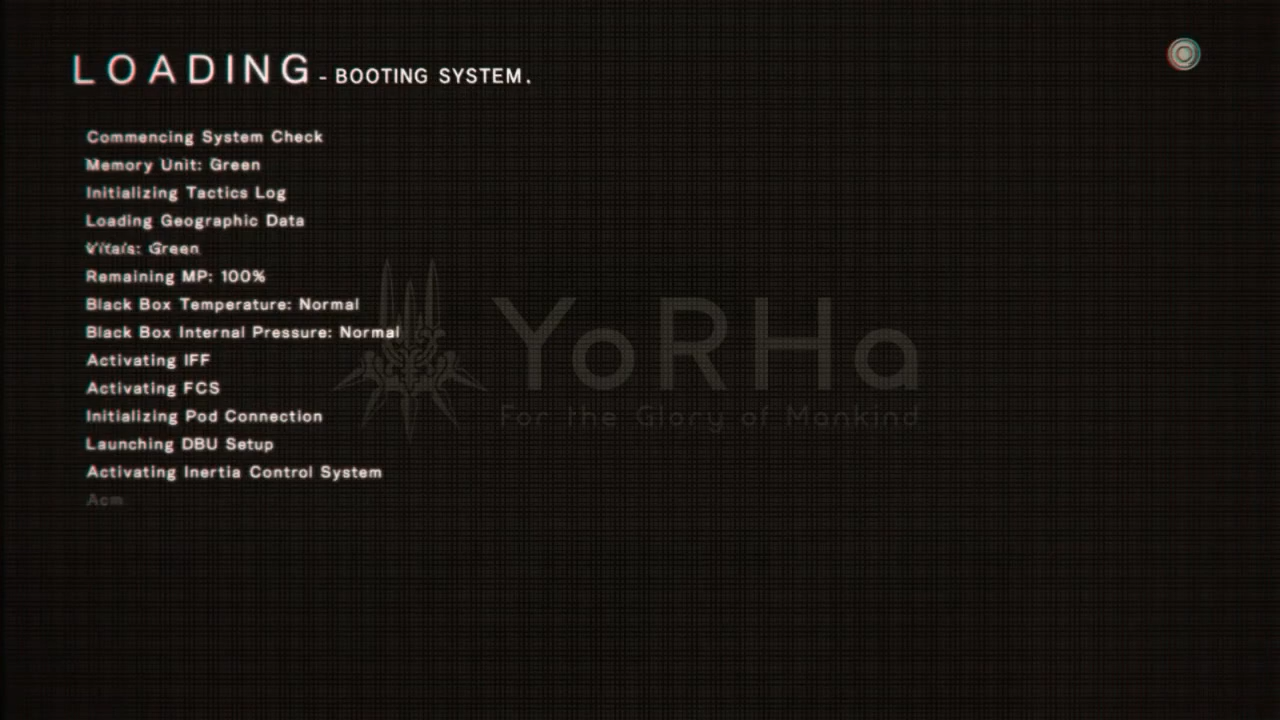 LOADING - BOOTING SYSTEM.
Commencing System Check
Memory Unit: Green
Initializing Tactics Log
Loading Geographic Data
Vitals: Green
Remaining MP: 100%
Black Box Temperature: Normal
Black Box Internal Pressure: Normal
Activating IFF
Activating FCS
Initializing Pod Connection
Launching DBU Setup
Activating Inertia Control System
YoRHa
For the Glory of Mankind